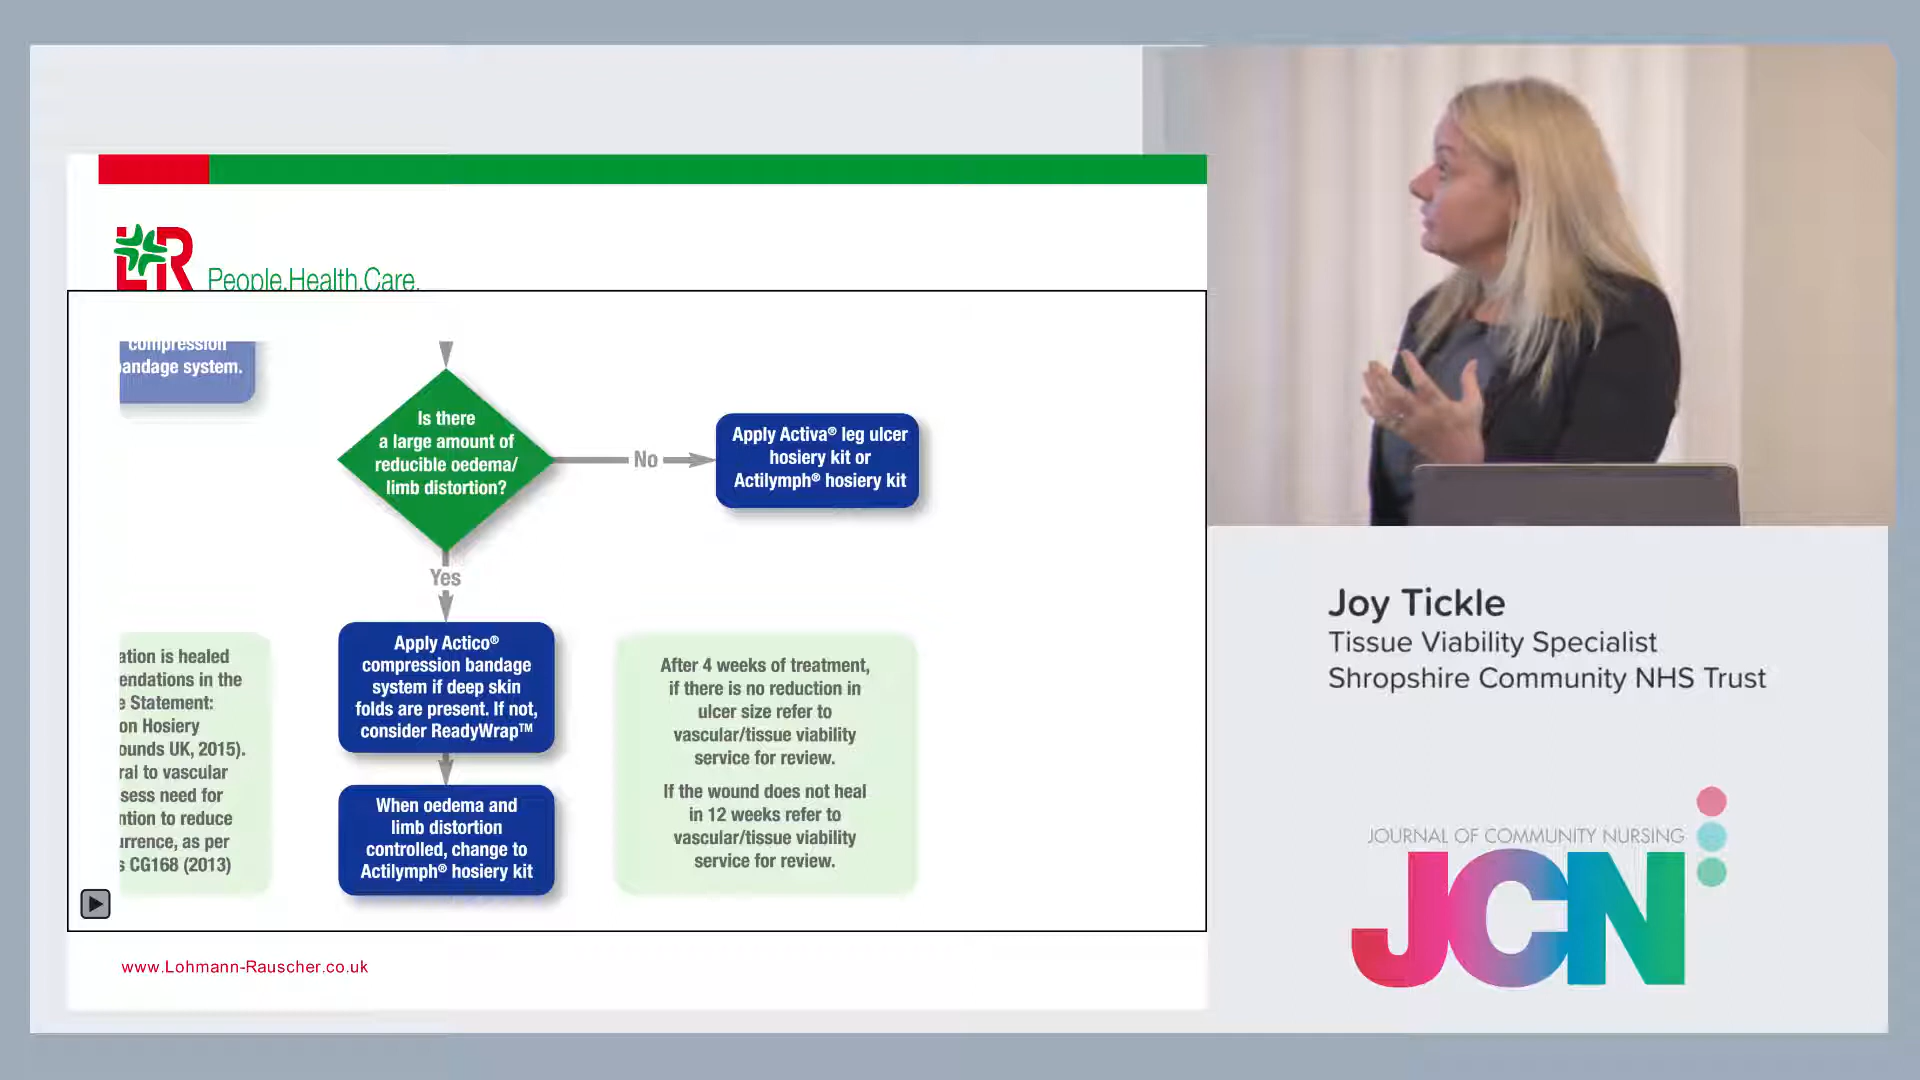 L&R
People.Health.Care.
compression
bandage system.
Is there
a large amount of
reducible oedema/
limb distortion?
No
Apply Activa® leg ulcer
hosiery kit or
Actilymph® hosiery kit
Yes
Apply Actico®
compression bandage
system if deep skin
folds are present. If not,
consider ReadyWrap™
When oedema and
limb distortion
controlled, change to
Actilymph® hosiery kit
ation is healed
endations in the
e Statement:
on Hosiery
ounds UK, 2015).
ral to vascular
sess need for
ntion to reduce
urrence, as per
s CG168 (2013)
After 4 weeks of treatment,
if there is no reduction in
ulcer size refer to
vascular/tissue viability
service for review.
If the wound does not heal
in 12 weeks refer to
vascular/tissue viability
service for review.
www.Lohmann-Rauscher.co.uk
Joy Tickle
Tissue Viability Specialist
Shropshire Community NHS Trust
JOURNAL OF COMMUNITY NURSING
JCN